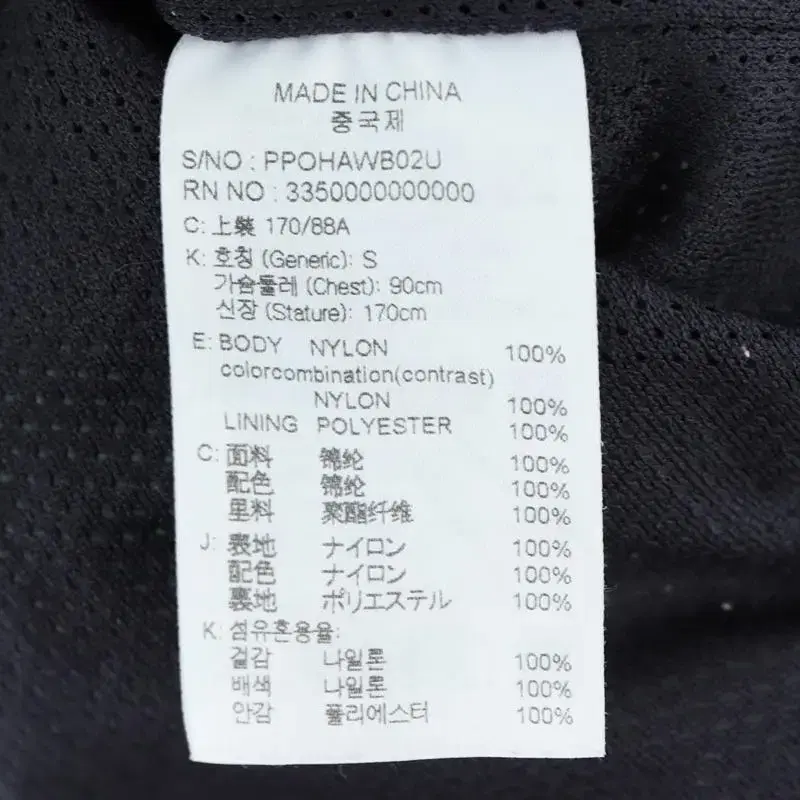 MADE IN CHINA
중국제
S/NO : PPOHAWB02U
RN NO : 3350000000000
C: 上裝 170/88A
K: 호칭 (Generic): S
가슴둘레 (Chest): 90cm
신장 (Stature): 170cm
E: BODY NYLON 100%
colorcombination(contrast)
NYLON 100%
LINING POLYESTER 100%
C: 面料 锦纶 100%
配色 锦纶 100%
里料 聚酯纤维 100%
J: 表地 ナイロン 100%
配色 ナイロン 100%
裏地 ポリエステル 100%
K: 섬유혼용율:
겉감 나일론 100%
배색 나일론 100%
안감 폴리에스터 100%